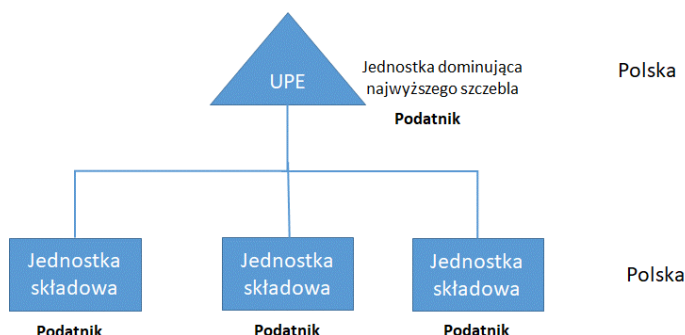 UPE
Jednostka dominująca
najwyższego szczebla
Podatnik
Polska
Jednostka
składowa
Jednostka
składowa
Jednostka
składowa
Polska
Podatnik
Podatnik
Podatnik